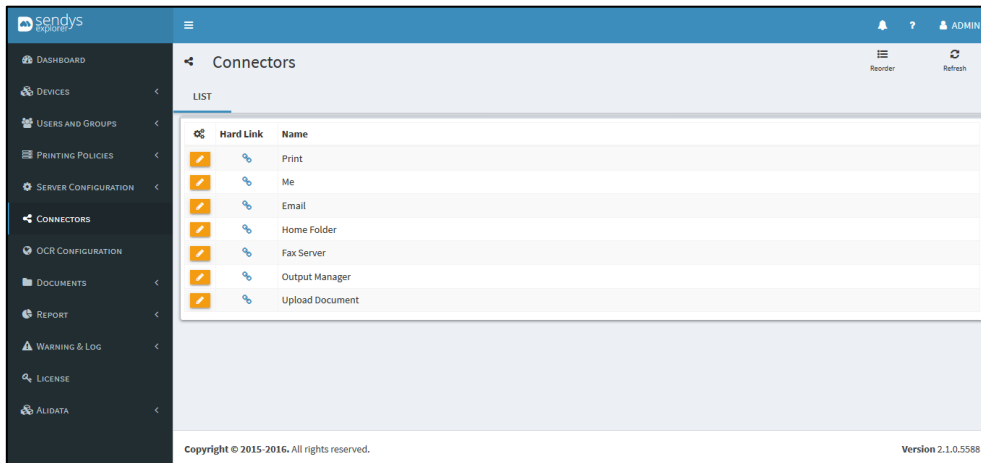 sendys
explorer
? ADMIN
DASHBOARD
DEVICES
USERS AND GROUPS
PRINTING POLICIES
SERVER CONFIGURATION
CONNECTORS
OCR CONFIGURATION
DOCUMENTS
REPORT
WARNING & LOG
LICENSE
ALIDATA
Connectors
Reorder Refresh
LIST
Hard Link Name
Print
Me
Email
Home Folder
Fax Server
Output Manager
Upload Document
Copyright © 2015-2016. All rights reserved. Version 2.1.0.5588